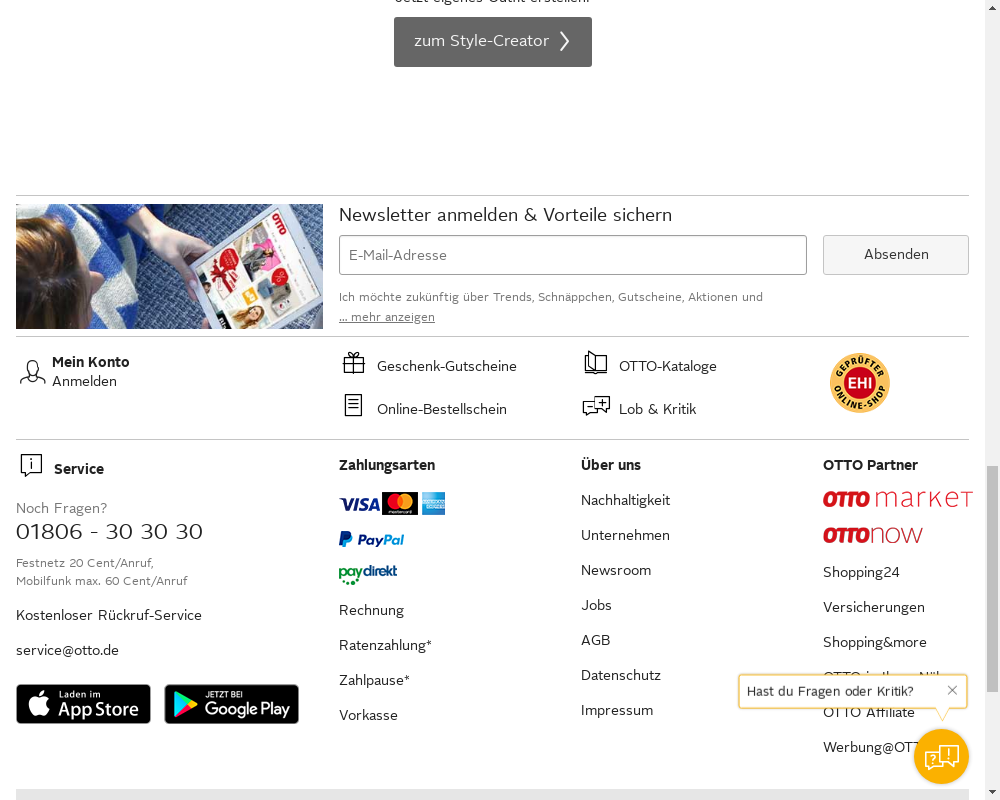 zum Style-Creator
OTTO
Newsletter anmelden & Vorteile sichern
E-Mail-Adresse
Absenden
Ich möchte zukünftig über Trends, Schnäppchen, Gutscheine, Aktionen und
... mehr anzeigen
Mein Konto
Anmelden
Geschenk-Gutscheine
OTTO-Kataloge
Online-Bestellschein
Lob & Kritik
GEPRÜFTER
EHI
ONLINE-SHOP
Service
Noch Fragen?
01806 - 30 30 30
Festnetz 20 Cent/Anruf,
Mobilfunk max. 60 Cent/Anruf
Kostenloser Rückruf-Service
service@otto.de
Laden im
App Store
JETZT BEI
Google Play
Zahlungsarten
VISA mastercard AMERICAN EXPRESS
PayPal
paydirekt
Rechnung
Ratenzahlung*
Zahlpause*
Vorkasse
Über uns
Nachhaltigkeit
Unternehmen
Newsroom
Jobs
AGB
Datenschutz
Impressum
OTTO Partner
OTTO market
OTTO now
Shopping24
Versicherungen
Shopping&more
Hast du Fragen oder Kritik?
OTTO Affiliate
Werbung@OTT